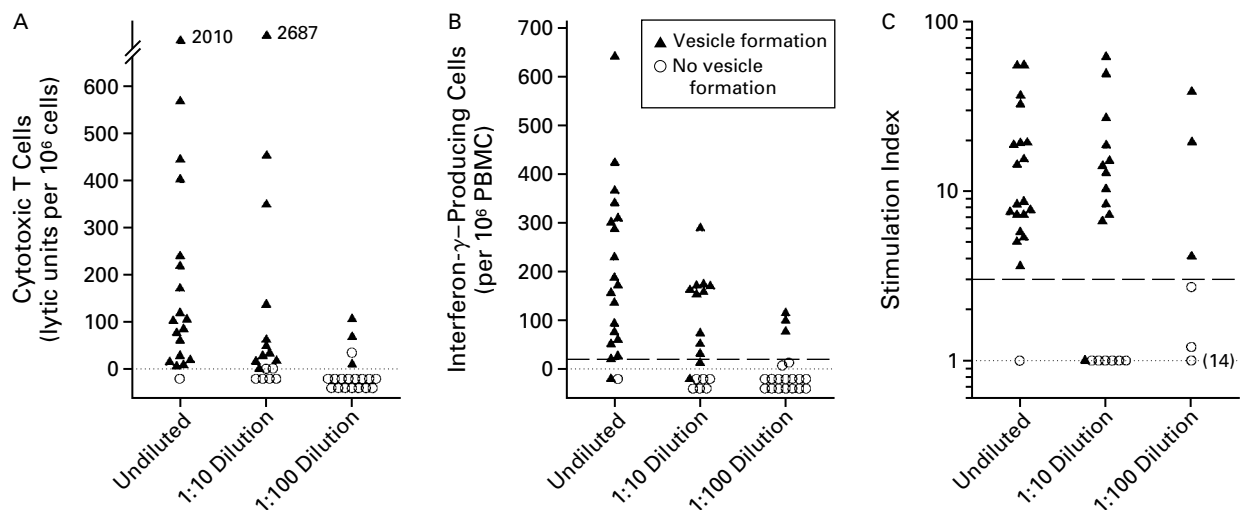 A
Cytotoxic T Cells
(lytic units per 10⁶ cells)
2010
2687
600
500
400
300
200
100
0
Undiluted
1:10 Dilution
1:100 Dilution
B
Interferon-γ–Producing Cells
(per 10⁶ PBMC)
700
600
500
400
300
200
100
0
Vesicle formation
No vesicle
formation
Undiluted
1:10 Dilution
1:100 Dilution
C
Stimulation Index
100
10
1
(14)
Undiluted
1:10 Dilution
1:100 Dilution